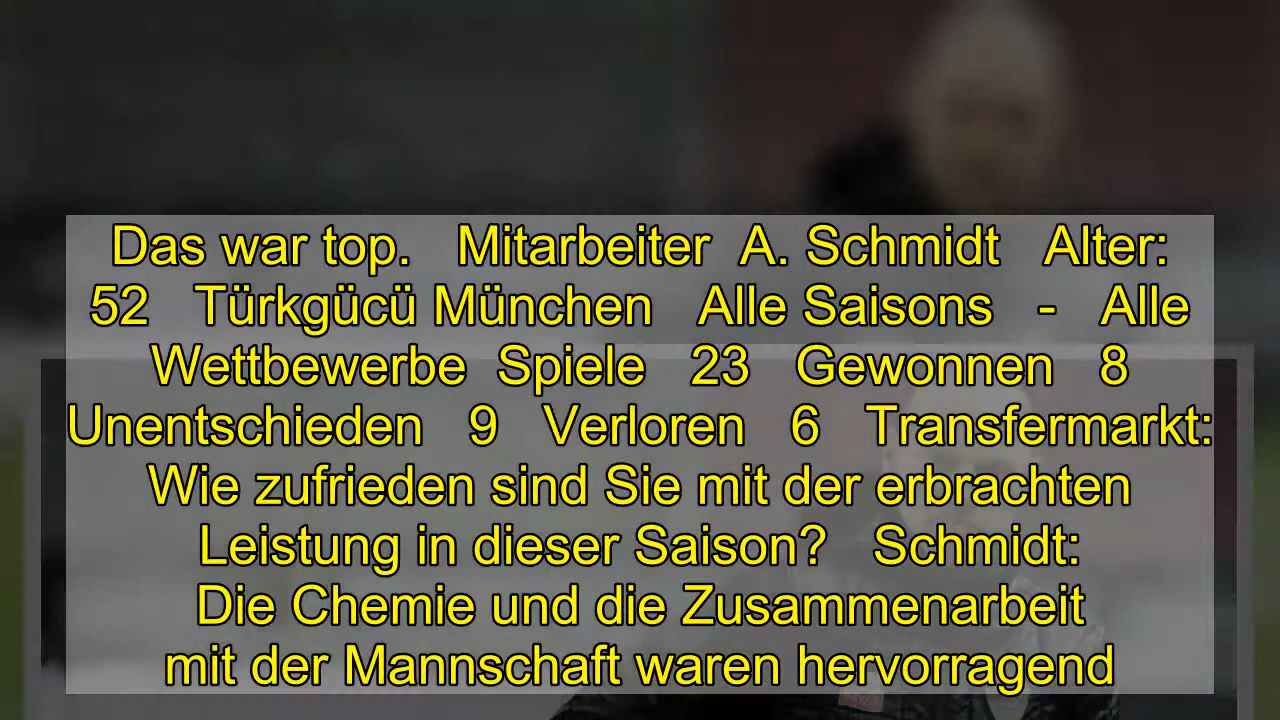 Das war top.   Mitarbeiter  A. Schmidt   Alter:
52   Türkgücü München   Alle Saisons   -   Alle
Wettbewerbe  Spiele   23   Gewonnen   8
Unentschieden   9   Verloren   6   Transfermarkt:
Wie zufrieden sind Sie mit der erbrachten
Leistung in dieser Saison?   Schmidt:
Die Chemie und die Zusammenarbeit
mit der Mannschaft waren hervorragend